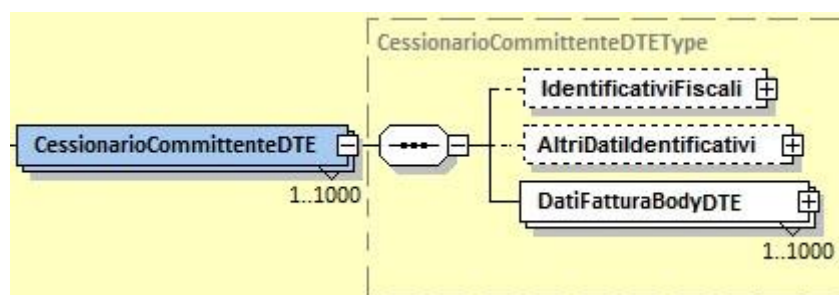 CessionarioCommittenteDTEType
IdentificativiFiscali
CessionarioCommittenteDTE
AltriDatiIdentificativi
1..1000
DatiFatturaBodyDTE
1..1000